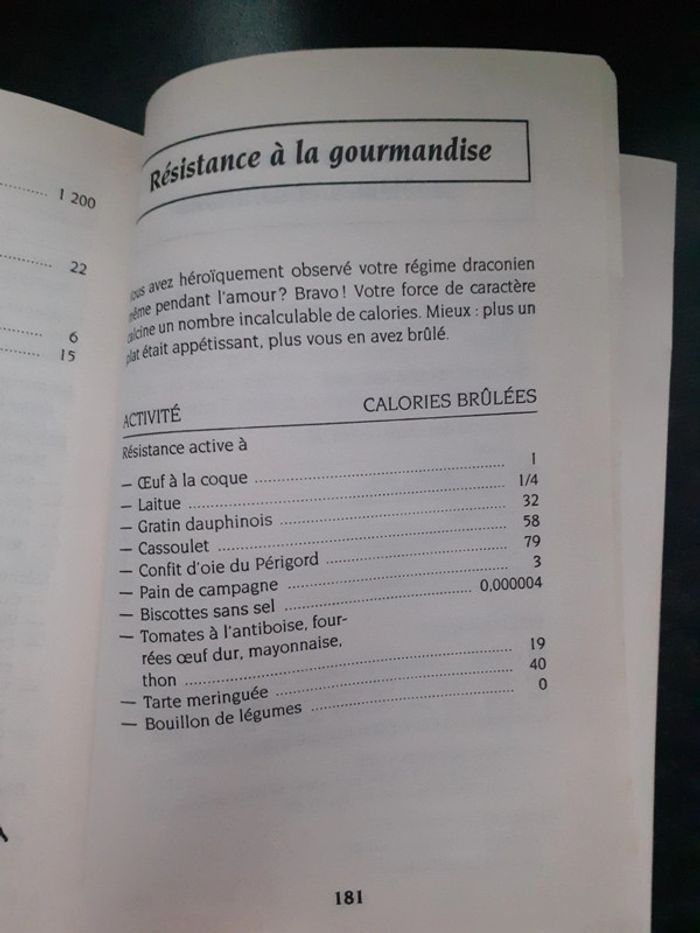 1 200
22
6
15
Résistance à la gourmandise
vous avez héroïquement observé votre régime draconien
même pendant l'amour ? Bravo ! Votre force de caractère
calcine un nombre incalculable de calories. Mieux : plus un
plat était appétissant, plus vous en avez brûlé.
ACTIVITÉ CALORIES BRÛLÉES
Résistance active à
— Œuf à la coque ........ 1
— Laitue ........ 1/4
— Gratin dauphinois ........ 32
— Cassoulet ........ 58
— Confit d'oie du Périgord ........ 79
— Pain de campagne ........ 3
— Biscottes sans sel ........ 0,000004
— Tomates à l'antiboise, four-
rées œuf dur, mayonnaise,
thon ........ 19
— Tarte meringuée ........ 40
— Bouillon de légumes ........ 0
181